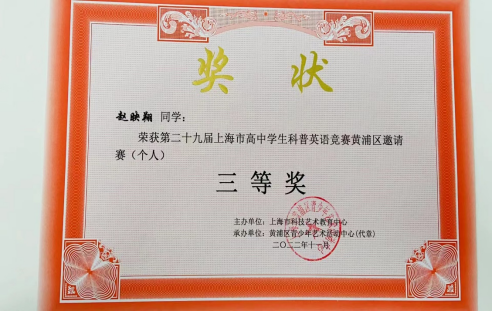 奖 状
赵映翔 同学：
荣获第二十九届上海市高中学生科普英语竞赛黄浦区邀请
赛（个人）
三等奖
主办单位：上海市科技艺术教育中心
承办单位：黄浦区青少年艺术活动中心(代章)
二〇二二年十一月